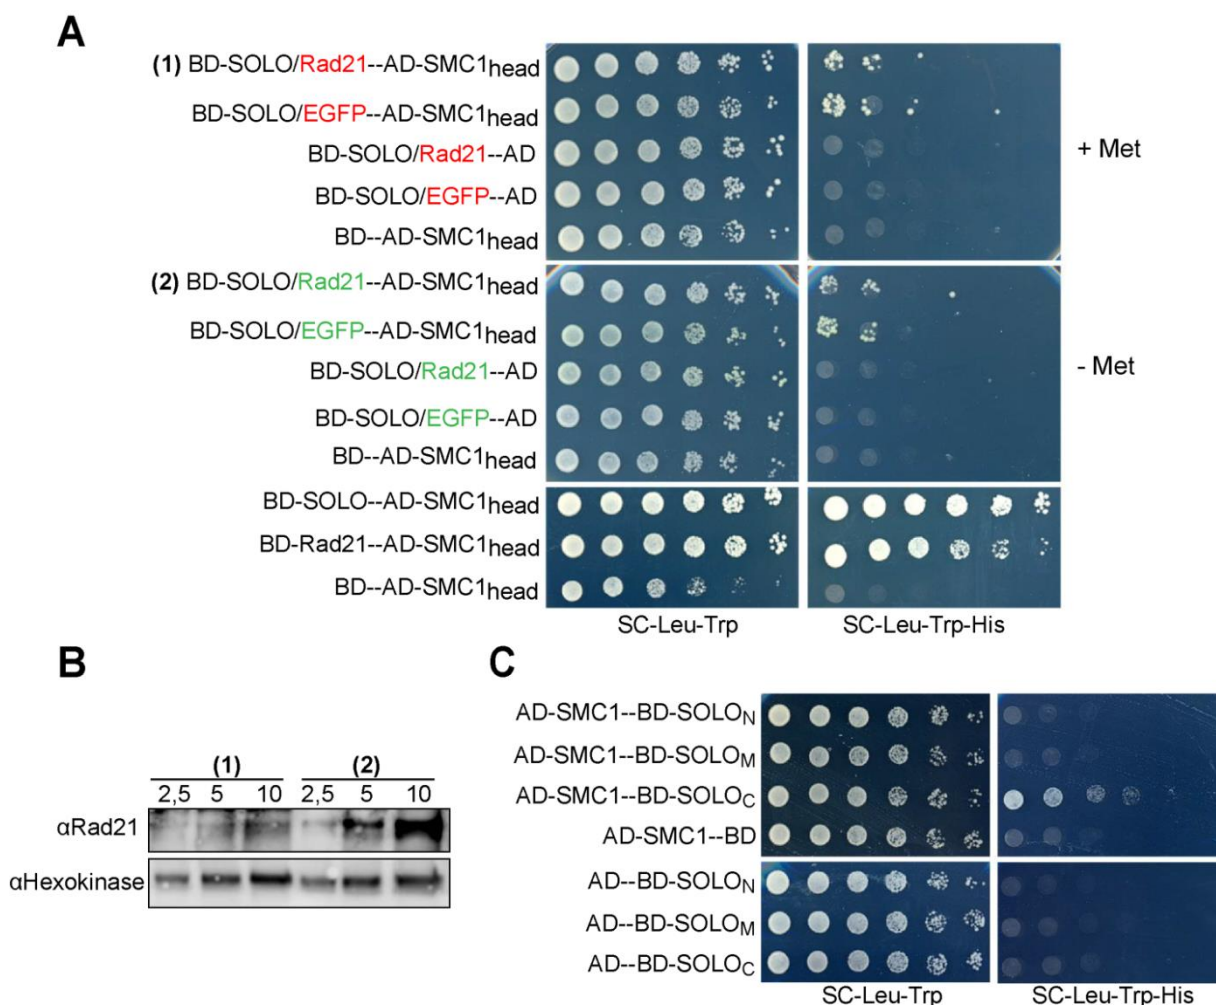 A
(1) BD-SOLO/Rad21--AD-SMC1head
BD-SOLO/EGFP--AD-SMC1head
BD-SOLO/Rad21--AD
BD-SOLO/EGFP--AD
BD--AD-SMC1head
+ Met
(2) BD-SOLO/Rad21--AD-SMC1head
BD-SOLO/EGFP--AD-SMC1head
BD-SOLO/Rad21--AD
BD-SOLO/EGFP--AD
BD--AD-SMC1head
- Met
BD-SOLO--AD-SMC1head
BD-Rad21--AD-SMC1head
BD--AD-SMC1head
SC-Leu-Trp SC-Leu-Trp-His
B
(1) (2)
2,5 5 10 2,5 5 10
αRad21
αHexokinase
C
AD-SMC1--BD-SOLON
AD-SMC1--BD-SOLOM
AD-SMC1--BD-SOLOC
AD-SMC1--BD
AD--BD-SOLON
AD--BD-SOLOM
AD--BD-SOLOC
SC-Leu-Trp SC-Leu-Trp-His